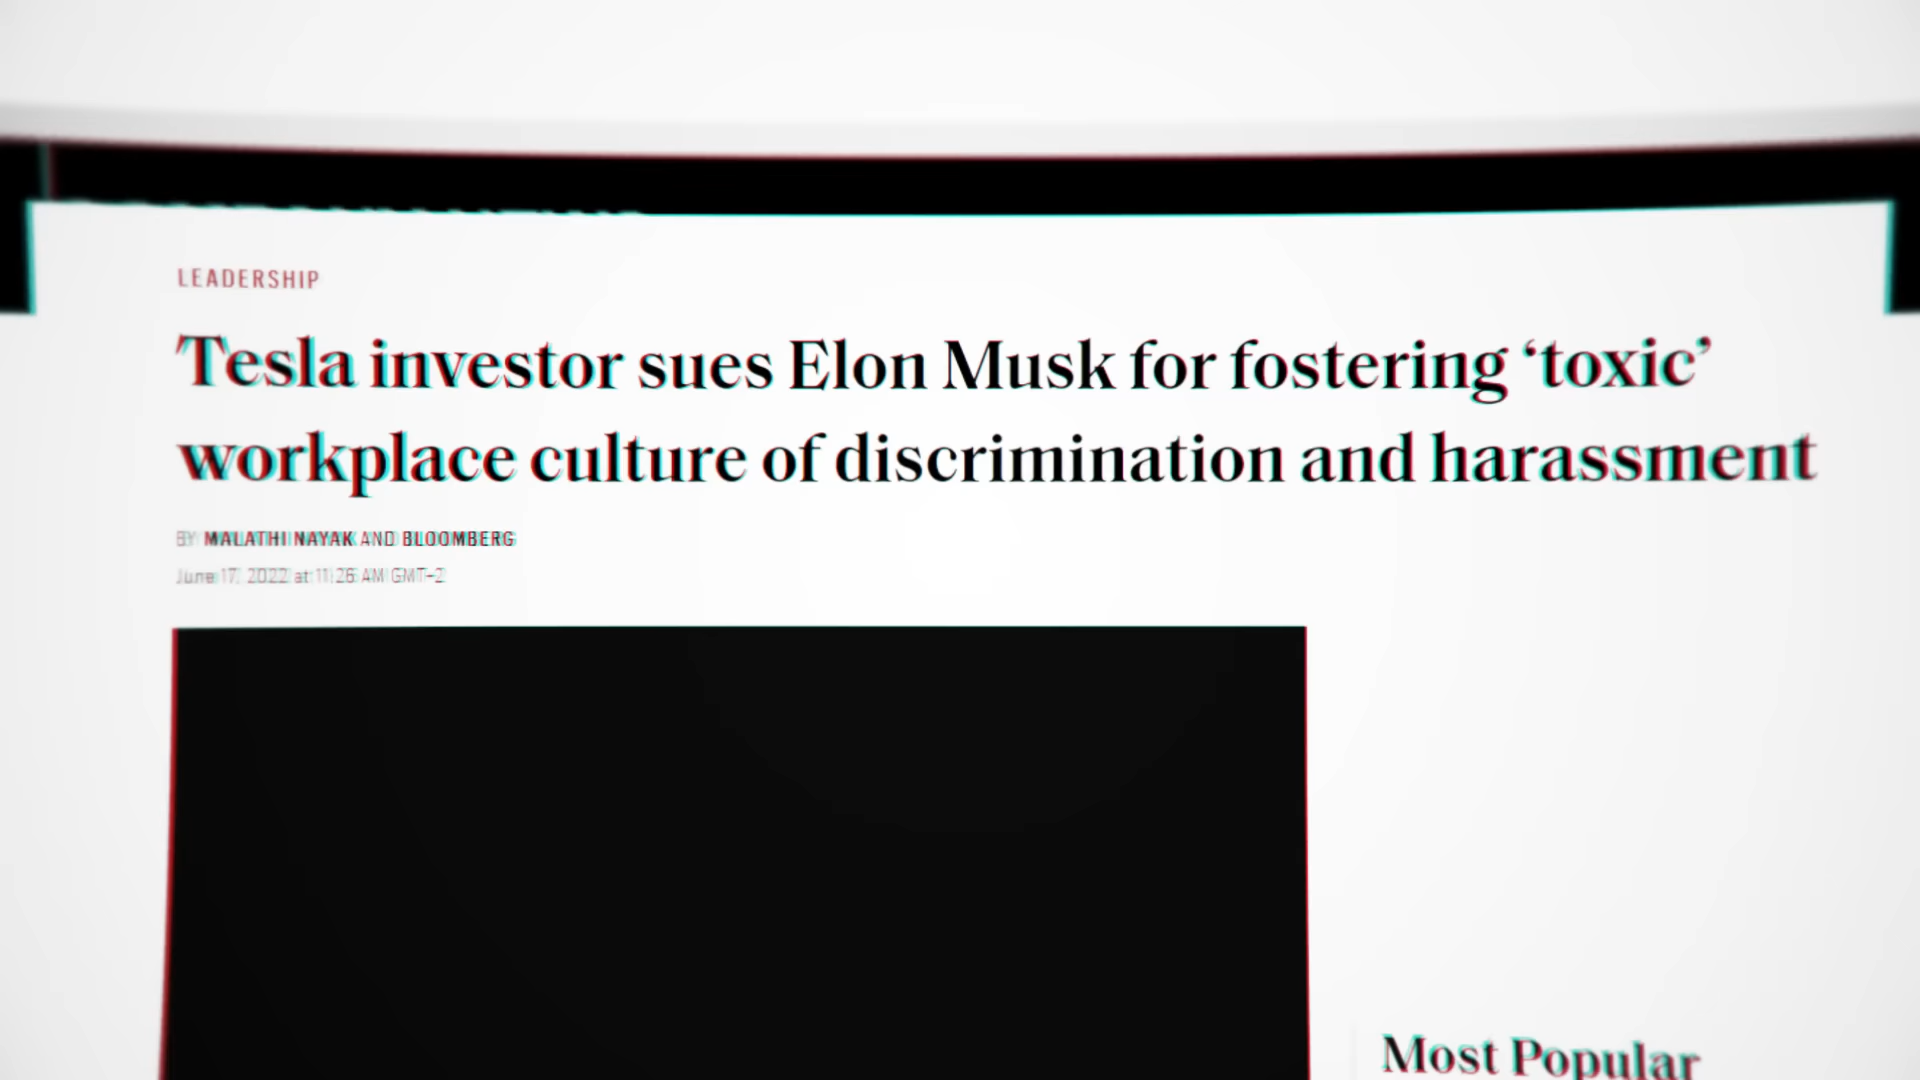 LEADERSHIP
Tesla investor sues Elon Musk for fostering ‘toxic’
workplace culture of discrimination and harassment
BY MALATHI NAYAK AND BLOOMBERG
June 17, 2022 at 11:26 AM GMT-2
Most Popular